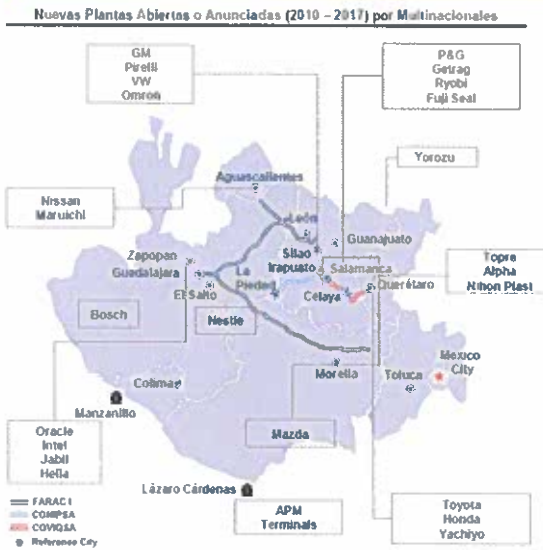 Nuevas Plantas Abiertas o Anunciadas (2010 – 2017) por Multinacionales
GM
Pirelli
VW
Omron
P&G
Getrag
Ryobi
Fuji Seal
Yorozu
Aguascalientes
Nissan
Maruichi
León
Guanajuato
Silao
Zapopan
Irapuato
Salamanca
Guadalajara
La
Piedad
Querétaro
El Salto
Celaya
Topre
Alpha
Nihon Plast
Bosch
Nestle
Mexico
City
Morelia
Toluca
Colima
Manzanillo
Mazda
Oracle
Intel
Jabil
Hella
Lázaro Cárdenas
APM
Terminals
Toyota
Honda
Yachiyo
FARAC I
CONIPSA
COVIQSA
Reference City